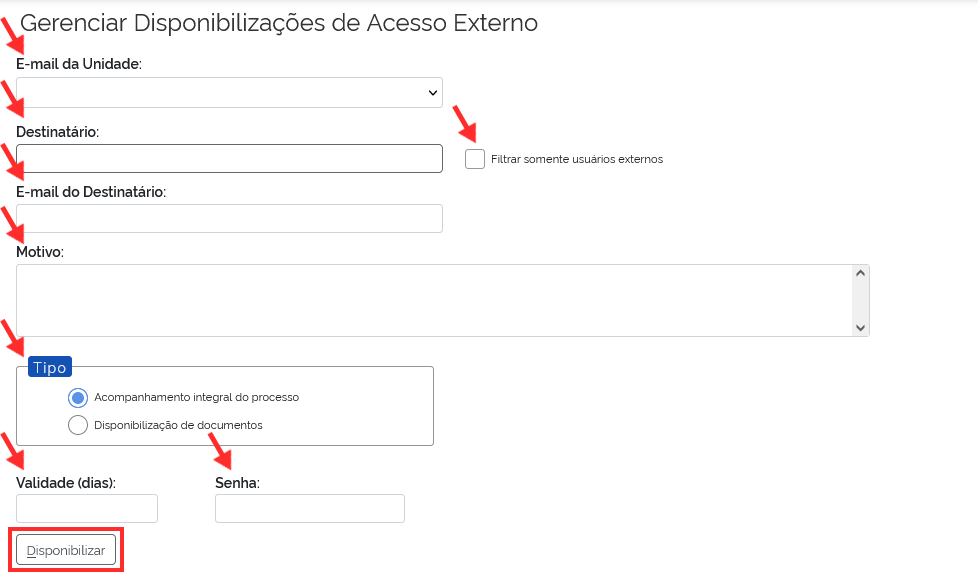 Gerenciar Disponibilizações de Acesso Externo
E-mail da Unidade:
Destinatário:
Filtrar somente usuários externos
E-mail do Destinatário:
Motivo:
Tipo
Acompanhamento integral do processo
Disponibilização de documentos
Validade (dias):
Senha:
Disponibilizar